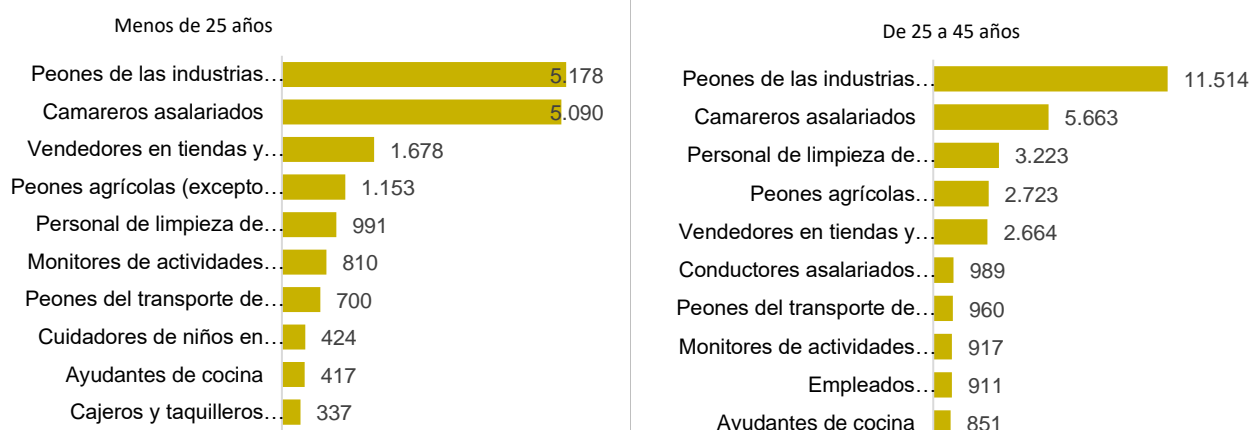 Menos de 25 años
Peones de las industrias… 5.178
Camareros asalariados 5.090
Vendedores en tiendas y… 1.678
Peones agrícolas (excepto… 1.153
Personal de limpieza de… 991
Monitores de actividades… 810
Peones del transporte de… 700
Cuidadores de niños en… 424
Ayudantes de cocina 417
Cajeros y taquilleros… 337
De 25 a 45 años
Peones de las industrias… 11.514
Camareros asalariados 5.663
Personal de limpieza de… 3.223
Peones agrícolas… 2.723
Vendedores en tiendas y… 2.664
Conductores asalariados… 989
Peones del transporte de… 960
Monitores de actividades… 917
Empleados… 911
Ayudantes de cocina 851